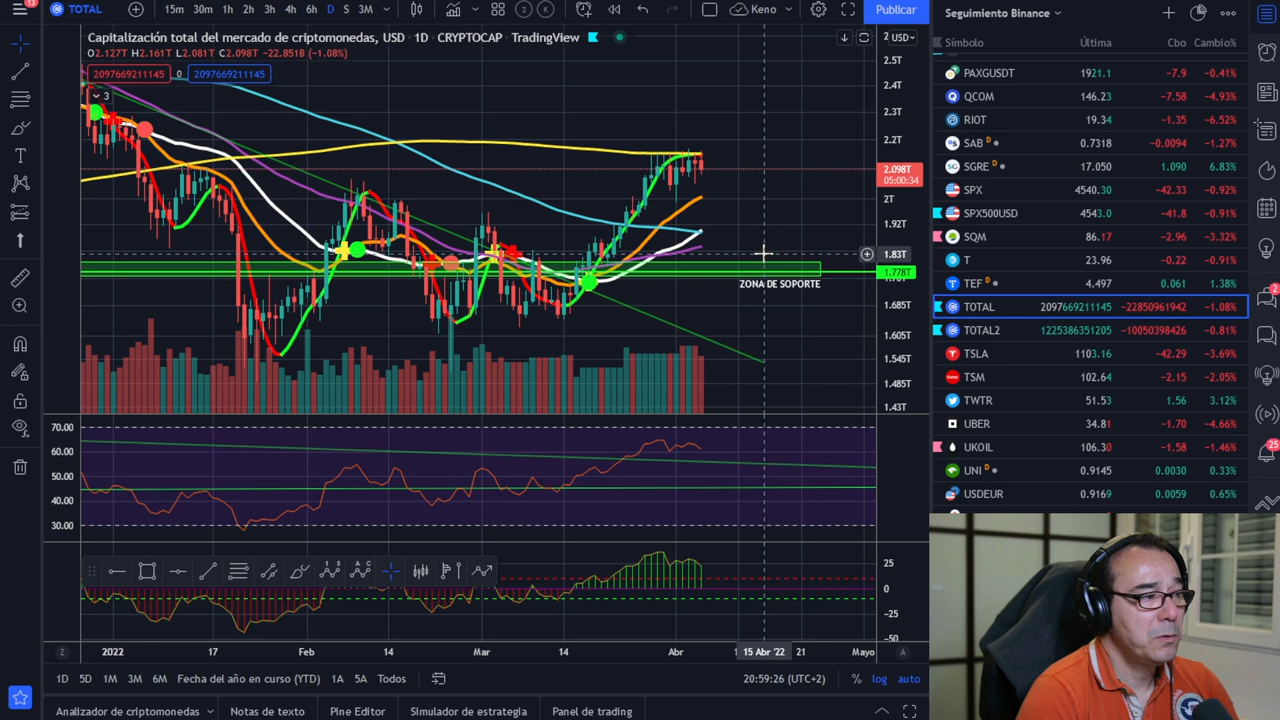 13
TOTAL
15m 30m 1h 2h 3h 4h 6h D S 3M
2
K
Keno
Publicar
Capitalización total del mercado de criptomonedas, USD · 1D · CRYPTOCAP · TradingView
O2.127T H2.161T L2.081T C2.098T -22.851B (-1.08%)
2097669211145 0 2097669211145
3
2 USD
2.5T
2.4T
2.3T
2.2T
2.098T
05:00:34
2T
1.92T
1.83T
1.778T
1.685T
1.605T
1.545T
1.485T
1.43T
ZONA DE SOPORTE
70.00
60.00
50.00
40.00
30.00
25
0
-25
-50
Z
2022 17 Feb 14 Mar 14 Abr 15 Abr '22 21 Mayo
A
1D 5D 1M 3M 6M Fecha del año en curso (YTD) 1A 5A Todos
20:59:26 (UTC+2) % log auto
Analizador de criptomonedas Notas de texto Pine Editor Simulador de estrategia Panel de trading
Seguimiento Binance
Símbolo Última Cbo Cambio%
PAXGUSDT 1921.1 -7.9 -0.41%
QCOM 146.23 -7.58 -4.93%
RIOT 19.34 -1.35 -6.52%
SAB D 0.7318 -0.0094 -1.27%
SGRE D 17.050 1.090 6.83%
SPX 4540.30 -42.33 -0.92%
SPX500USD 4543.0 -41.8 -0.91%
SQM 86.17 -2.96 -3.32%
T 23.96 -0.22 -0.91%
TEF D 4.497 0.061 1.38%
TOTAL 2097669211145 -22850961942 -1.08%
TOTAL2 1225386351205 -10050398426 -0.81%
TSLA 1103.16 -42.29 -3.69%
TSM 102.64 -2.15 -2.05%
TWTR 51.53 1.56 3.12%
UBER 34.81 -1.70 -4.66%
UKOIL 106.30 -1.58 -1.46%
UNI D 0.9145 0.0030 0.33%
USDEUR 0.9169 0.0059 0.65%
2
25